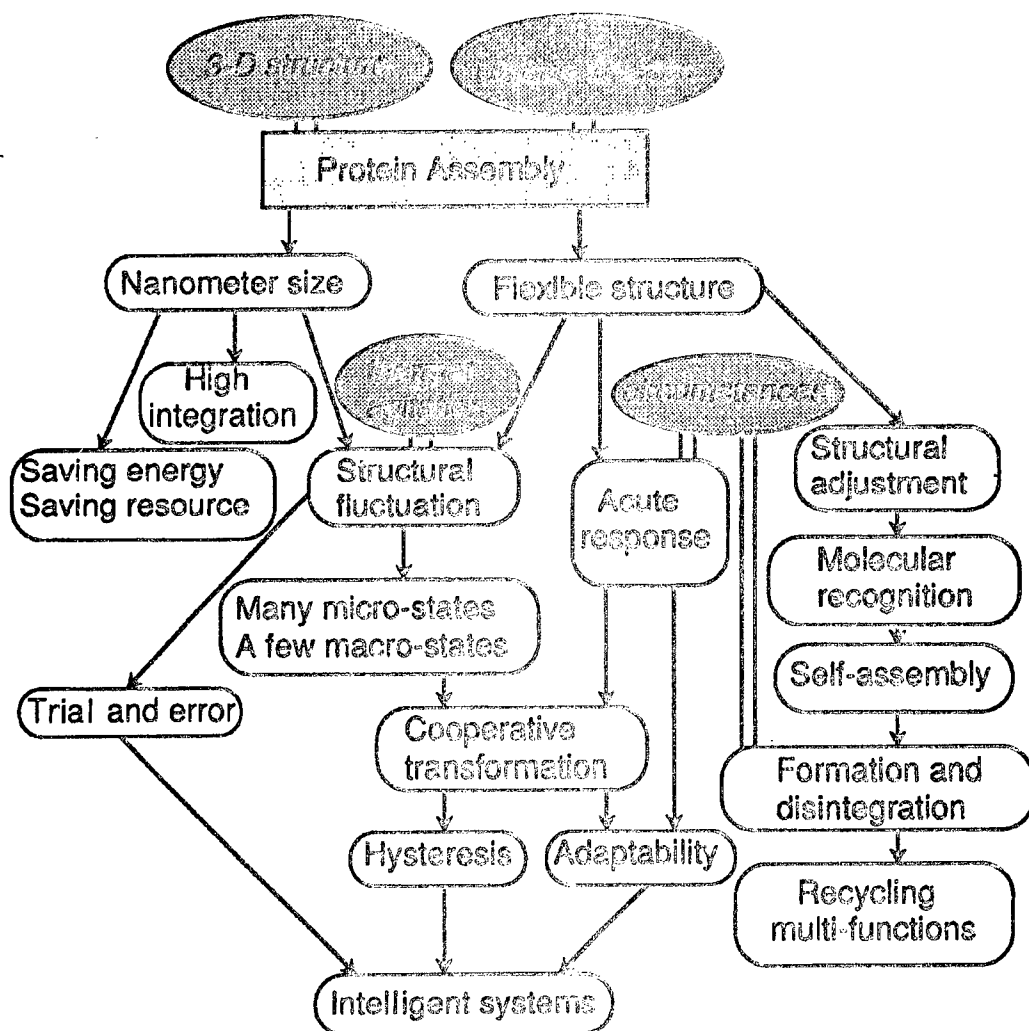 3-D
Protein Assembly
Nanometer size
Flexible structure
High
integration
circumstances
Saving energy
Saving resource
Structural
fluctuation
Acute
response
Structural
adjustment
Many micro-states
A few macro-states
Molecular
recognition
Self-assembly
Trial and error
Cooperative
transformation
Formation and
disintegration
Hysteresis
Adaptability
Recycling
multi-functions
Intelligent systems